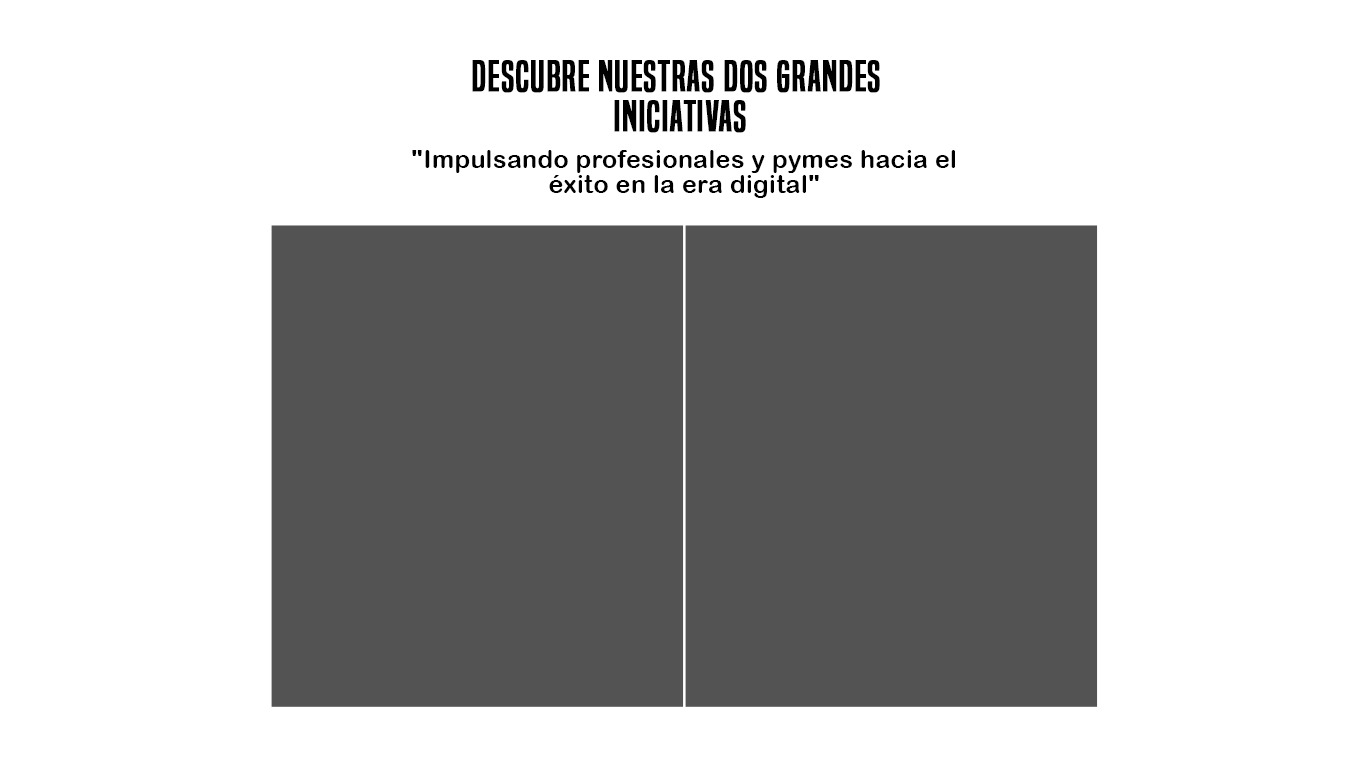 DESCUBRE NUESTRAS DOS GRANDES
INICIATIVAS
"Impulsando profesionales y pymes hacia el
éxito en la era digital"